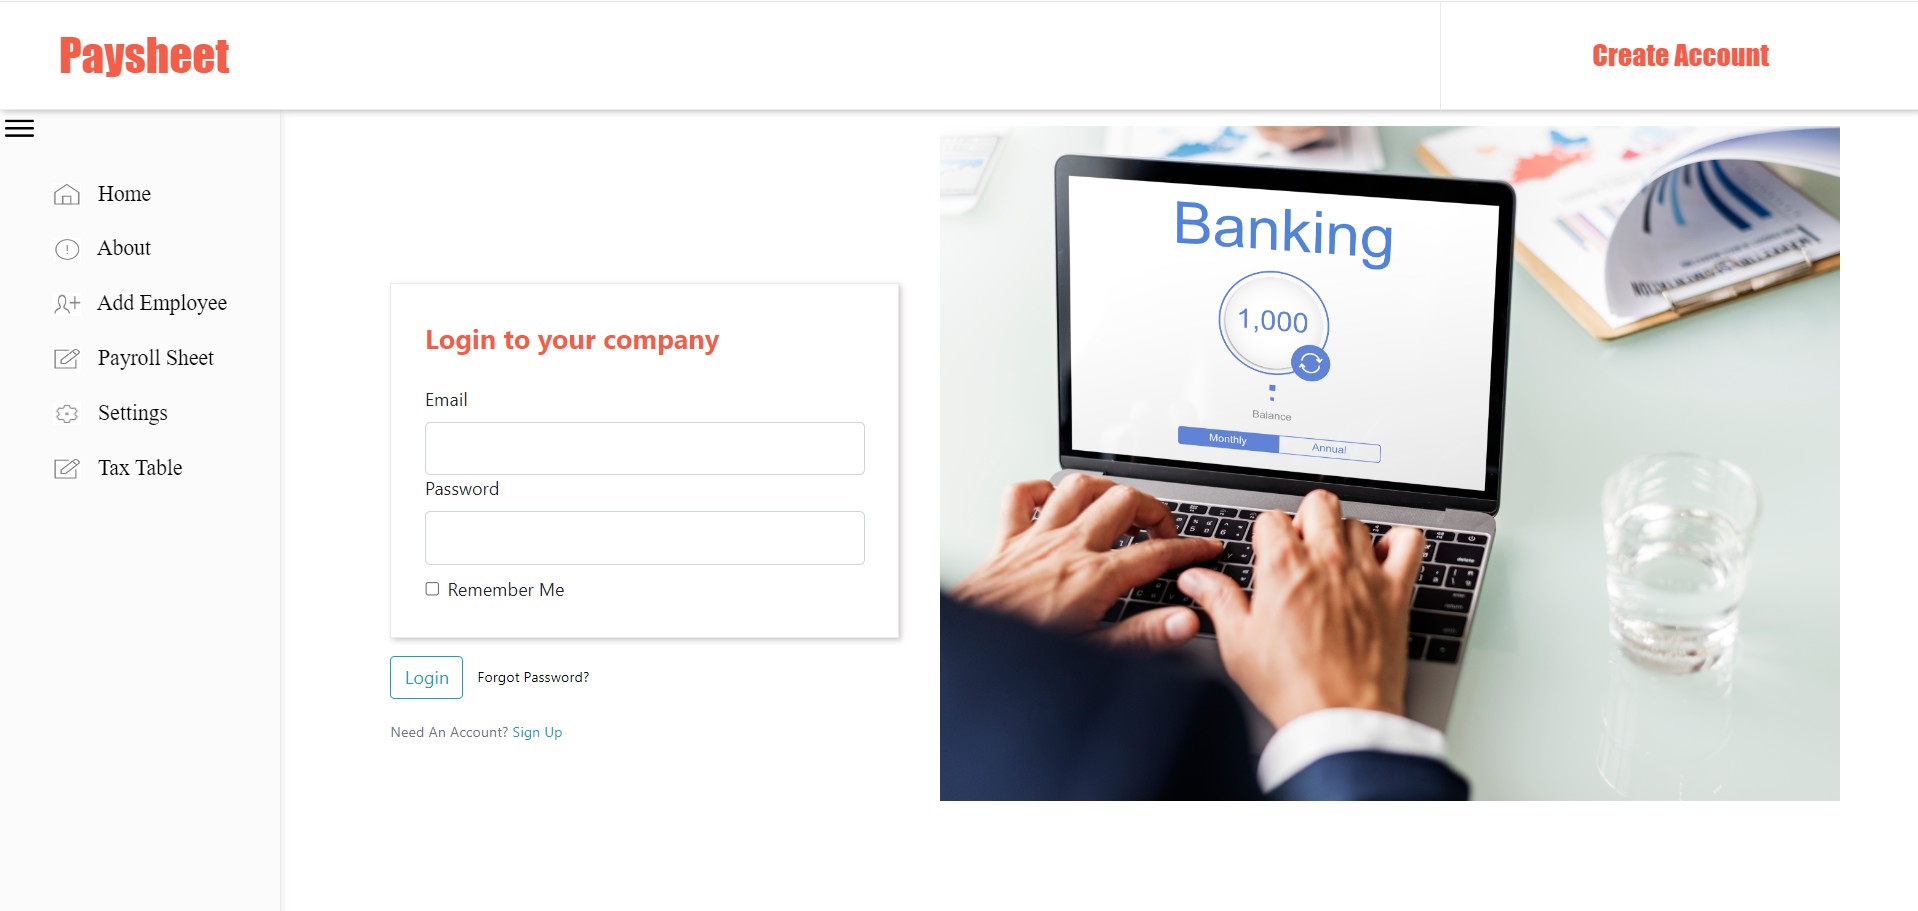 Paysheet
Create Account
Home
About
Add Employee
Payroll Sheet
Settings
Tax Table
Login to your company
Email
Password
Remember Me
Login
Forgot Password?
Need An Account? Sign Up
Banking
1,000
Balance
Monthly
Annual